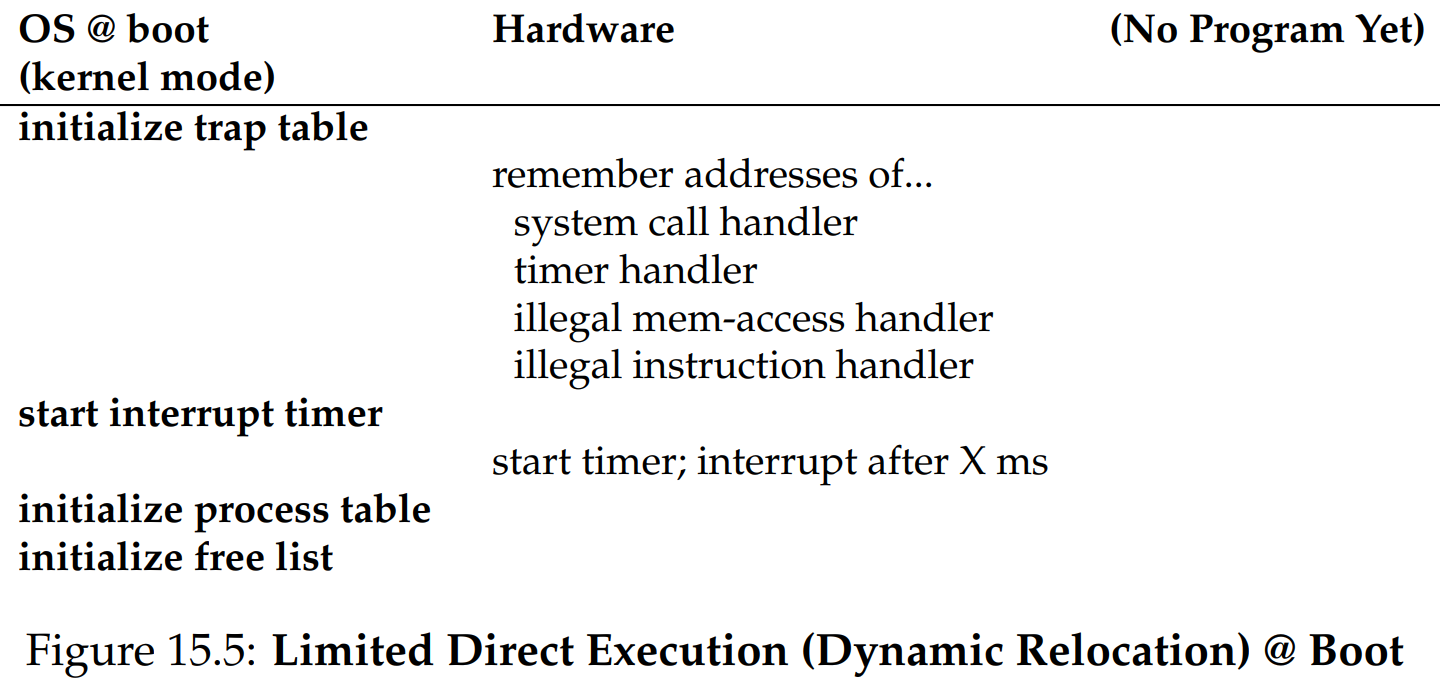 OS @ boot Hardware (No Program Yet)
(kernel mode)
initialize trap table
remember addresses of...
system call handler
timer handler
illegal mem-access handler
illegal instruction handler
start interrupt timer
start timer; interrupt after X ms
initialize process table
initialize free list
Figure 15.5: Limited Direct Execution (Dynamic Relocation) @ Boot